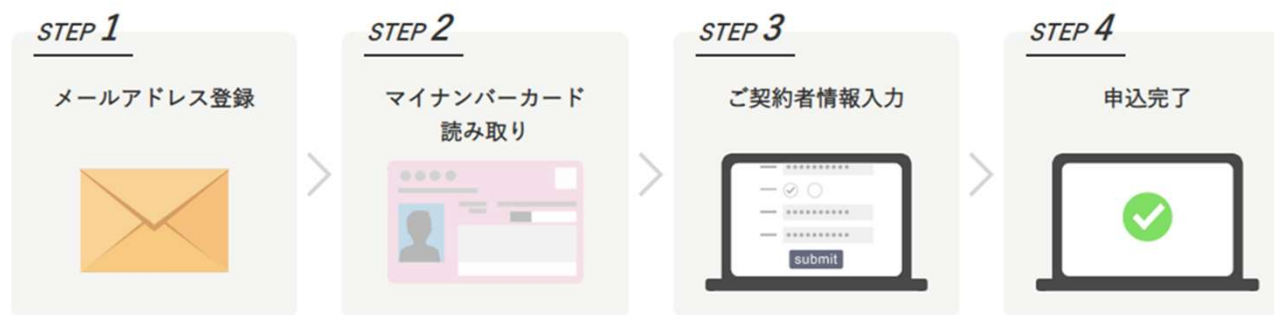 STEP 1
メールアドレス登録
STEP 2
マイナンバーカード
読み取り
STEP 3
ご契約者情報入力
submit
STEP 4
申込完了